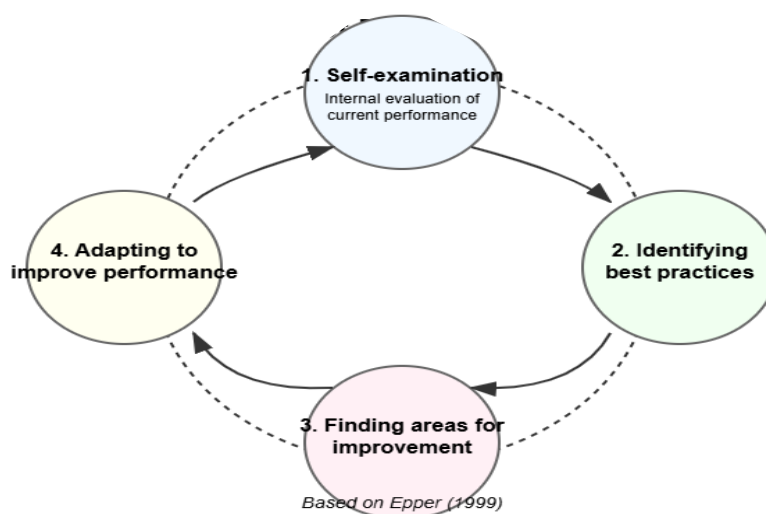 1. Self-examination
Internal evaluation of
current performance
2. Identifying
best practices
3. Finding areas for
improvement
4. Adapting to
improve performance
Based on Epper (1999)